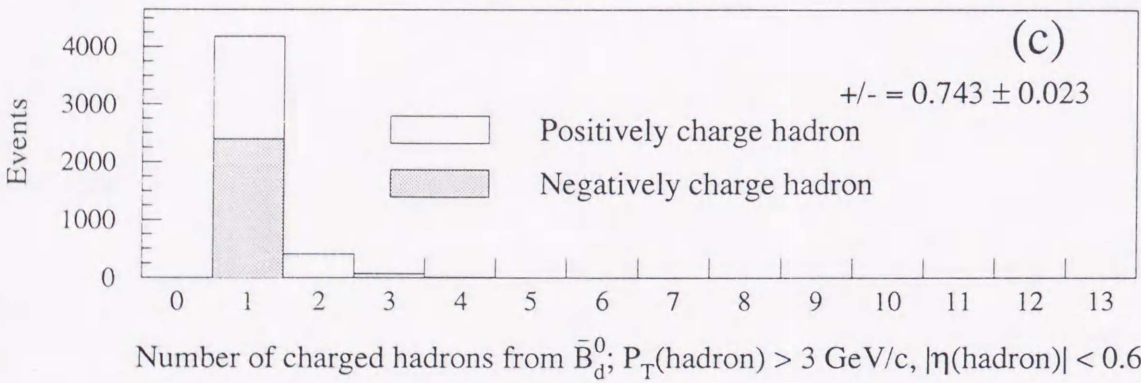 (c)
+/- = 0.743 ± 0.023
Events
4000
3000
2000
1000
0
Positively charge hadron
Negatively charge hadron
0 1 2 3 4 5 6 7 8 9 10 11 12 13
Number of charged hadrons from B̄⁰_d; P_T(hadron) > 3 GeV/c, |η(hadron)| < 0.6